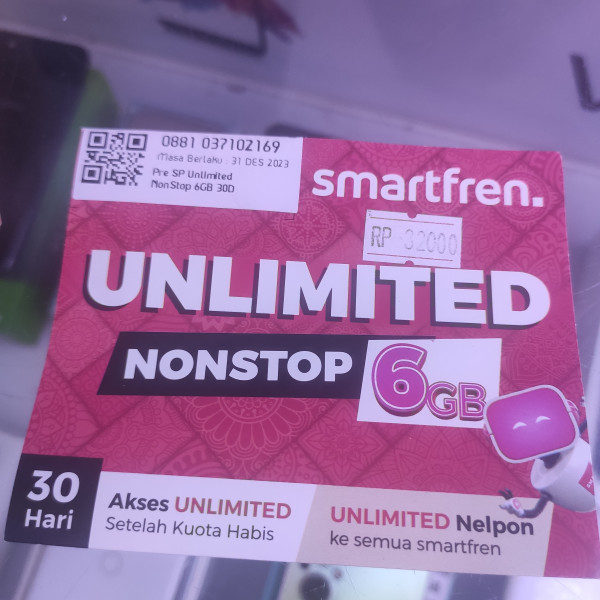 0881 037102169
Masa Berlaku : 31 DES 2023
Pre SP Unlimited
NonStop 6GB 30D
smartfren.
RP 32000
UNLIMITED
NONSTOP 6GB
30 Hari
Akses UNLIMITED
Setelah Kuota Habis
UNLIMITED Nelpon
ke semua smartfren